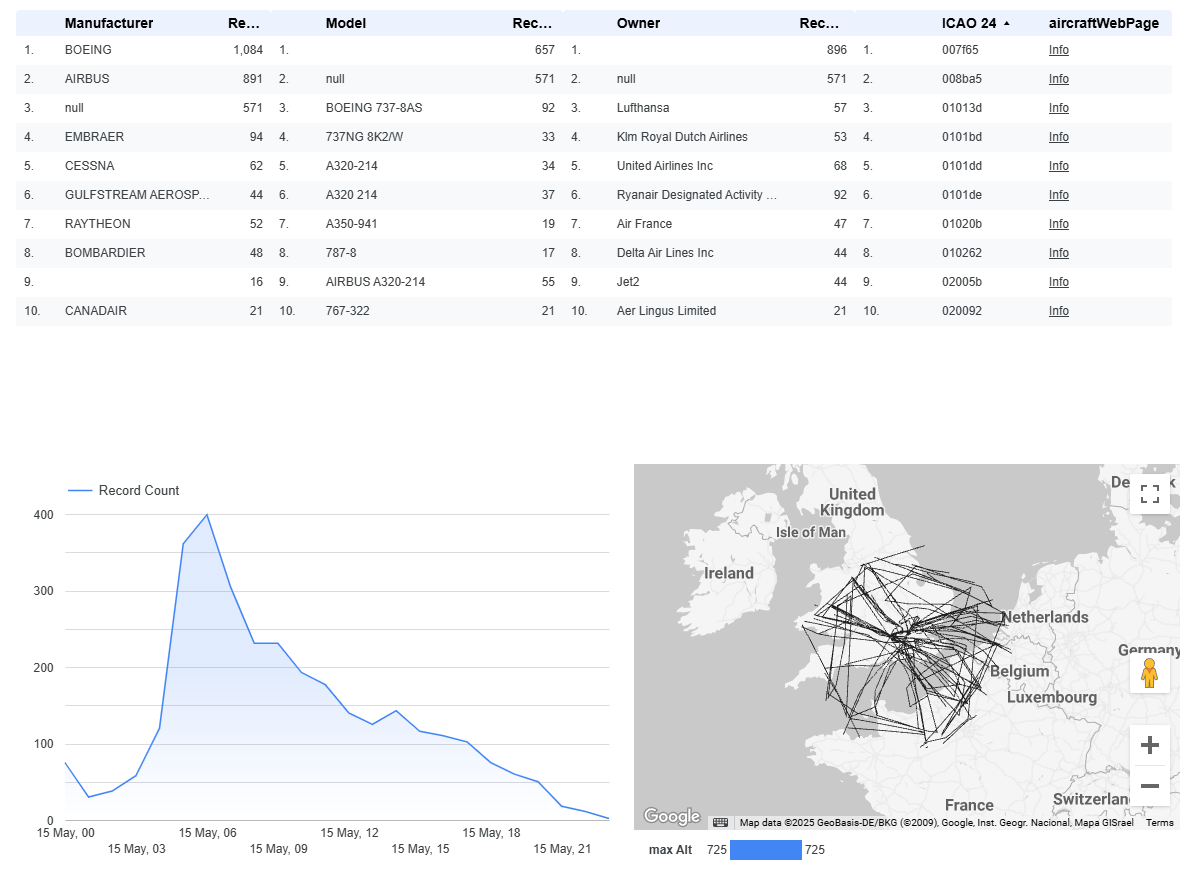 Manufacturer Re… Model Rec… Owner Rec… ICAO 24 aircraftWebPage
1. BOEING 1,084 1. 657 1. 896 1. 007f65 Info
2. AIRBUS 891 2. null 571 2. null 571 2. 008ba5 Info
3. null 571 3. BOEING 737-8AS 92 3. Lufthansa 57 3. 01013d Info
4. EMBRAER 94 4. 737NG 8K2/W 33 4. Klm Royal Dutch Airlines 53 4. 0101bd Info
5. CESSNA 62 5. A320-214 34 5. United Airlines Inc 68 5. 0101dd Info
6. GULFSTREAM AEROSP… 44 6. A320 214 37 6. Ryanair Designated Activity … 92 6. 0101de Info
7. RAYTHEON 52 7. A350-941 19 7. Air France 47 7. 01020b Info
8. BOMBARDIER 48 8. 787-8 17 8. Delta Air Lines Inc 44 8. 010262 Info
9. 16 9. AIRBUS A320-214 55 9. Jet2 44 9. 02005b Info
10. CANADAIR 21 10. 767-322 21 10. Aer Lingus Limited 21 10. 020092 Info
Record Count
400
300
200
100
0
15 May, 00 15 May, 06 15 May, 12 15 May, 18
15 May, 03 15 May, 09 15 May, 15 15 May, 21
De k
United
Kingdom
Isle of Man
Ireland
Netherlands
Germany
Belgium
Luxembourg
France
Switzerlan
Google
Map data ©2025 GeoBasis-DE/BKG (©2009), Google, Inst. Geogr. Nacional, Mapa GISrael Terms
max Alt 725 725